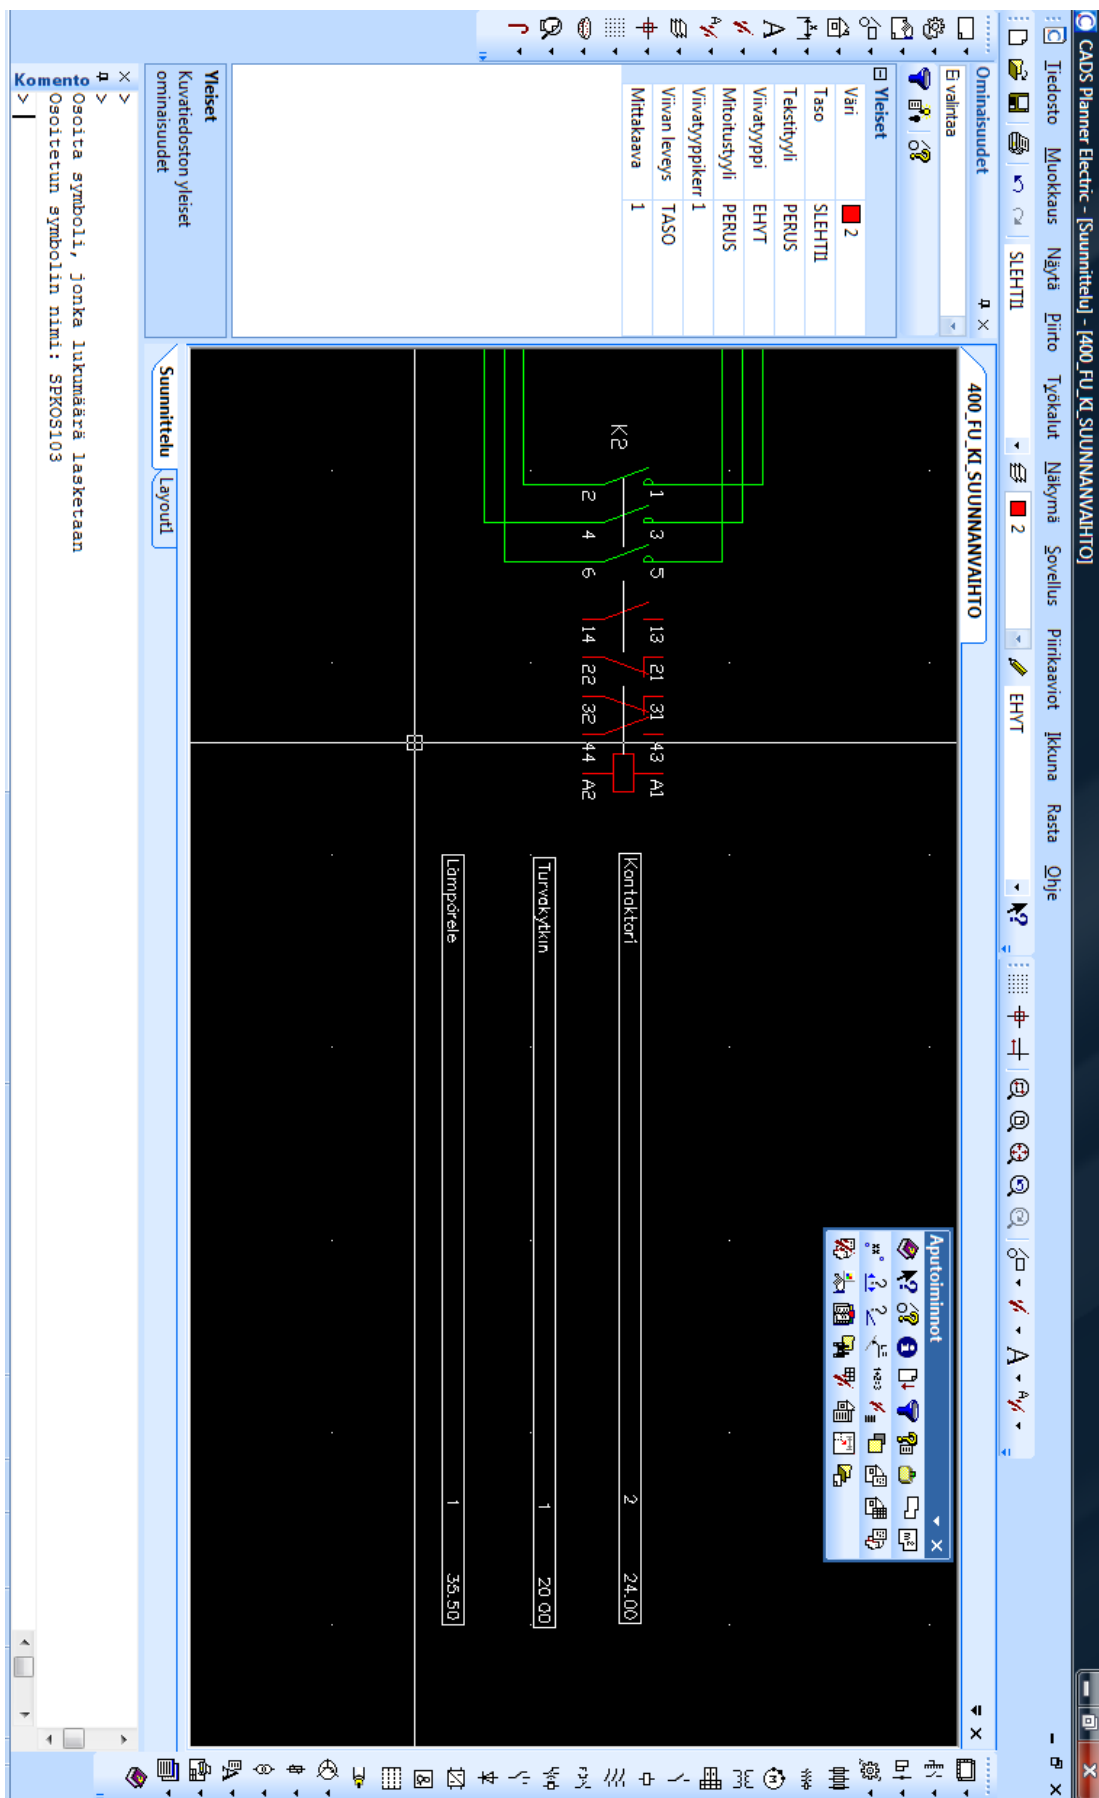 CADS Planner Electric - [Suunnittelu] - [400_FU_KI_SUUNNANVAIHTO]
Tiedosto Muokkaus Näytä Piirto Työkalut Näkymä Sovellus Piirikaaviot Ikkuna Rasta Ohje
SLEHTI1 2 EHYT
Ominaisuudet
Ei valintaa
Yleiset
Väri 2
Taso SLEHTI1
Tekstityyli PERUS
Viivatyyppi EHYT
Mitoitustyyli PERUS
Viivatyyppikerr 1
Viivan leveys TASO
Mittakaava 1
Yleiset
Kuvatiedoston yleiset
ominaisuudet
400_FU_KI_SUUNNANVAIHTO
K2
1 3 5 13 21 31 43 A1
2 4 6 14 22 32 44 A2
Kontaktori 2 24.00
Turvakytkin 1 20.00
Lämpörele 1 35.50
Aputoiminnot
Suunnittelu Layout1
Komento
>
>
Osoita symboli, jonka lukumäärä lasketaan
Osoitetun symbolin nimi: SPKOS103
>